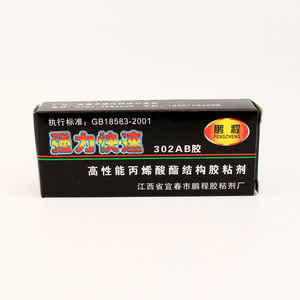 执行标准：GB18583-2001
鹏程
PENGCHENG
强力快速 302AB胶
高性能丙烯酸酯结构胶粘剂
江西省宜春市鹏程胶粘剂厂